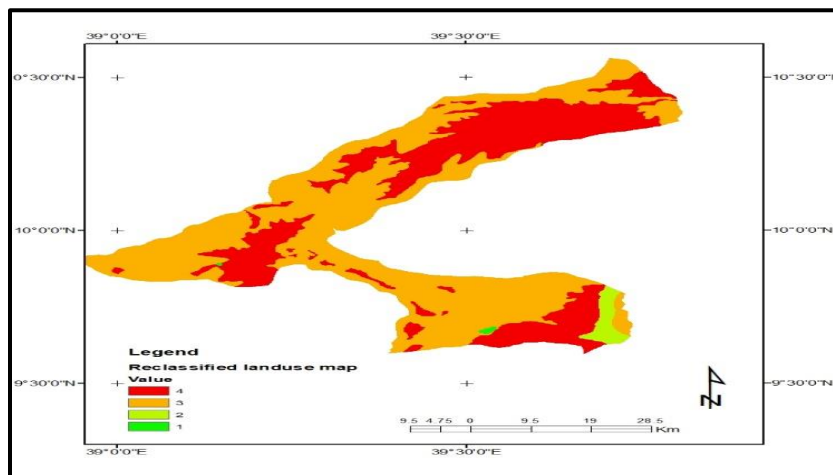 39°0'0"E 39°30'0"E
0°30'0"N 10°30'0"N
10°0'0"N 10°0'0"N
Legend
Reclassified landuse map
Value
4
3
2
1
9°30'0"N 9°30'0"N
N
9.5 4.75 0 9.5 19 28.5
Km
39°0'0"E 39°30'0"E